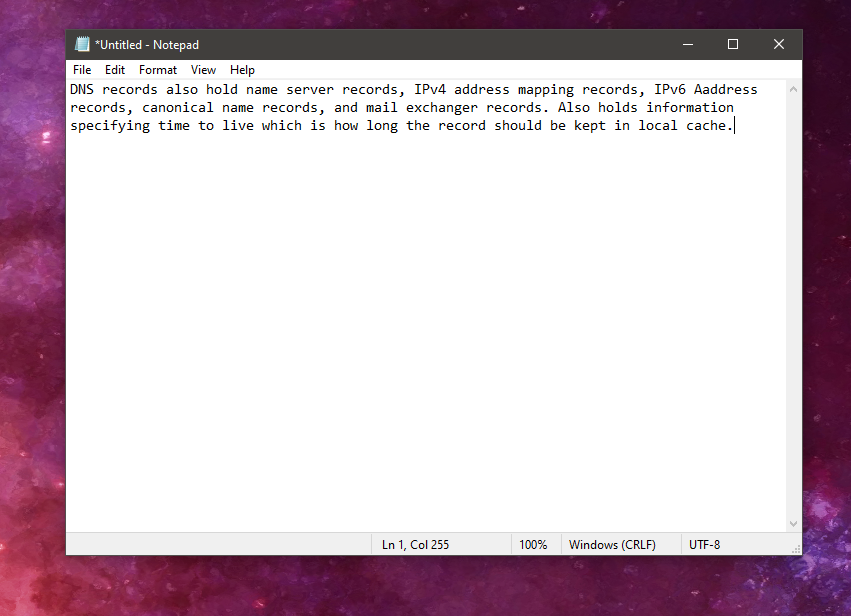 *Untitled - Notepad
File Edit Format View Help
DNS records also hold name server records, IPv4 address mapping records, IPv6 Aaddress
records, canonical name records, and mail exchanger records. Also holds information
specifying time to live which is how long the record should be kept in local cache.
Ln 1, Col 255 100% Windows (CRLF) UTF-8